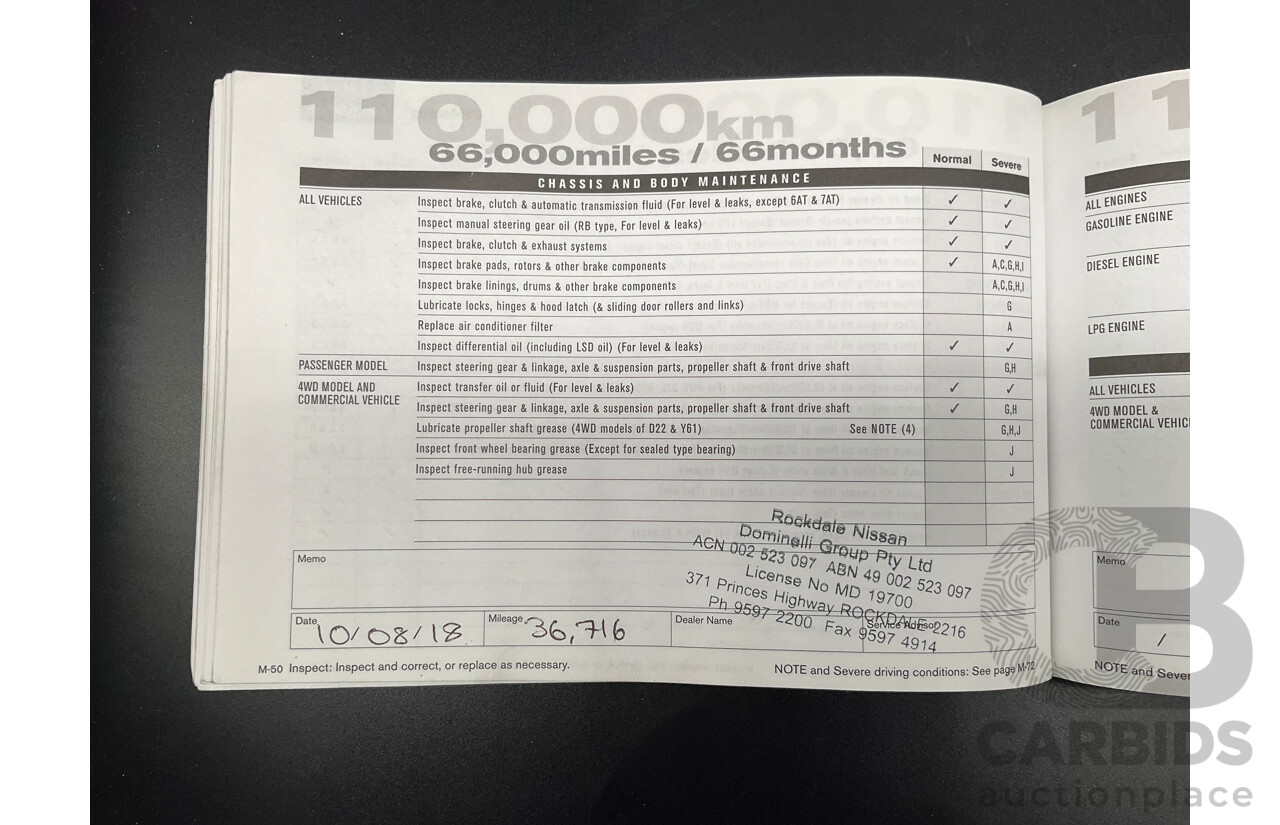 110,000km
66,000miles / 66months
Normal Severe
CHASSIS AND BODY MAINTENANCE
ALL VEHICLES Inspect brake, clutch & automatic transmission fluid (For level & leaks, except 6AT & 7AT) ✓ ✓
Inspect manual steering gear oil (RB type, For level & leaks) ✓ ✓
Inspect brake, clutch & exhaust systems ✓ ✓
Inspect brake pads, rotors & other brake components ✓ A,C,G,H,I
Inspect brake linings, drums & other brake components A,C,G,H,I
Lubricate locks, hinges & hood latch (& sliding door rollers and links) G
Replace air conditioner filter A
Inspect differential oil (including LSD oil) (For level & leaks) ✓ ✓
PASSENGER MODEL Inspect steering gear & linkage, axle & suspension parts, propeller shaft & front drive shaft G,H
4WD MODEL AND Inspect transfer oil or fluid (For level & leaks) ✓ ✓
COMMERCIAL VEHICLE Inspect steering gear & linkage, axle & suspension parts, propeller shaft & front drive shaft ✓ G,H
Lubricate propeller shaft grease (4WD models of D22 & Y61) See NOTE (4) G,H,J
Inspect front wheel bearing grease (Except for sealed type bearing) J
Inspect free-running hub grease J
Rockdale Nissan
Dominelli Group Pty Ltd
ACN 002 523 097 ABN 49 002 523 097
License No MD 19700
371 Princes Highway ROCKDALE 2216
Ph 9597 2200 Fax 9597 4914
Memo
Date 10/08/18 Mileage 36,716 Dealer Name Service Advisor
M-50 Inspect: Inspect and correct, or replace as necessary. NOTE and Severe driving conditions: See page M-72
11
ALL ENGINES
GASOLINE ENGINE
DIESEL ENGINE
LPG ENGINE
ALL VEHICLES
4WD MODEL &
COMMERCIAL VEHICL
Memo
Date /
NOTE and Sever
CARBIDS
auctionplace